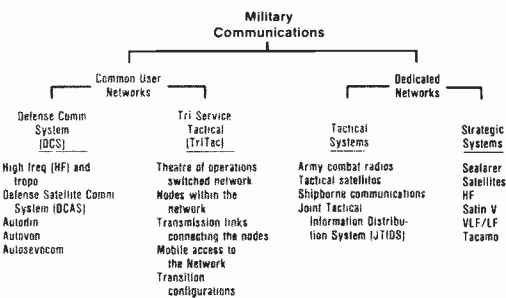 Military
Communications
Common User
Networks
Dedicated
Networks
Defense Comm
System
(DCS)
High freq (HF) and
tropo
Defense Satellite Comm
System (DCAS)
Autodin
Autovon
Autosevocom
Tri Service
Tactical
(TriTac)
Theatre of operations
switched network
Nodes within the
network
Transmission links
connecting the nodes
Mobile access to
the Network
Transition
configurations
Tactical
Systems
Army combat radios
Tactical satellites
Shipborne communications
Joint Tactical
Information Distribu-
tion System (JTIDS)
Strategic
Systems
Seafarer
Satellites
HF
Satin V
VLF/LF
Tacamo